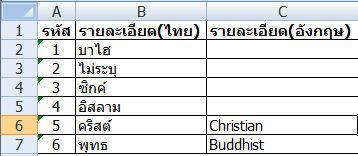 A B C
1 รหัส รายละเอียด(ไทย) รายละเอียด(อังกฤษ)
2 1 บาไฮ
3 2 ไม่ระบุ
4 3 ซิกค์
5 4 อิสลาม
6 5 คริสต์ Christian
7 6 พุทธ Buddhist